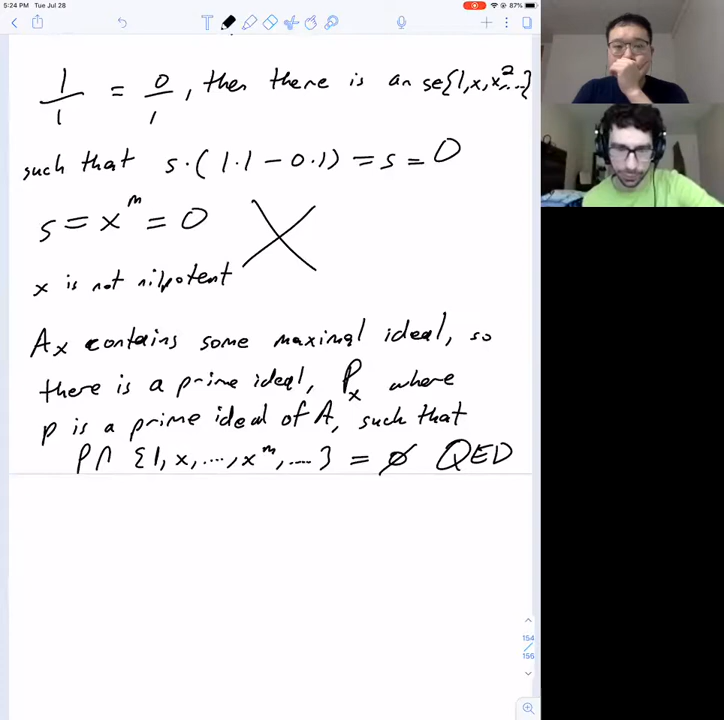 5:24 PM Tue Jul 28
87%
1/1 = 0/1, then there is an s∈{1,x,x²,...}
such that s·(1·1 − 0·1) = s = 0
s = x^m = 0
x is not nilpotent
Ax contains some maximal ideal, so
there is a prime ideal, Px where
p is a prime ideal of A, such that
P∩ {1, x, ..., x^m, ....} = ∅ QED
154
/
156